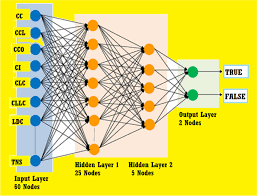 CC
CCL
CCO
CI
CLC
CLLC
LDC
TNS
TRUE
FALSE
Input Layer
60 Nodes
Hidden Layer 1
25 Nodes
Hidden Layer 2
5 Nodes
Output Layer
2 Nodes